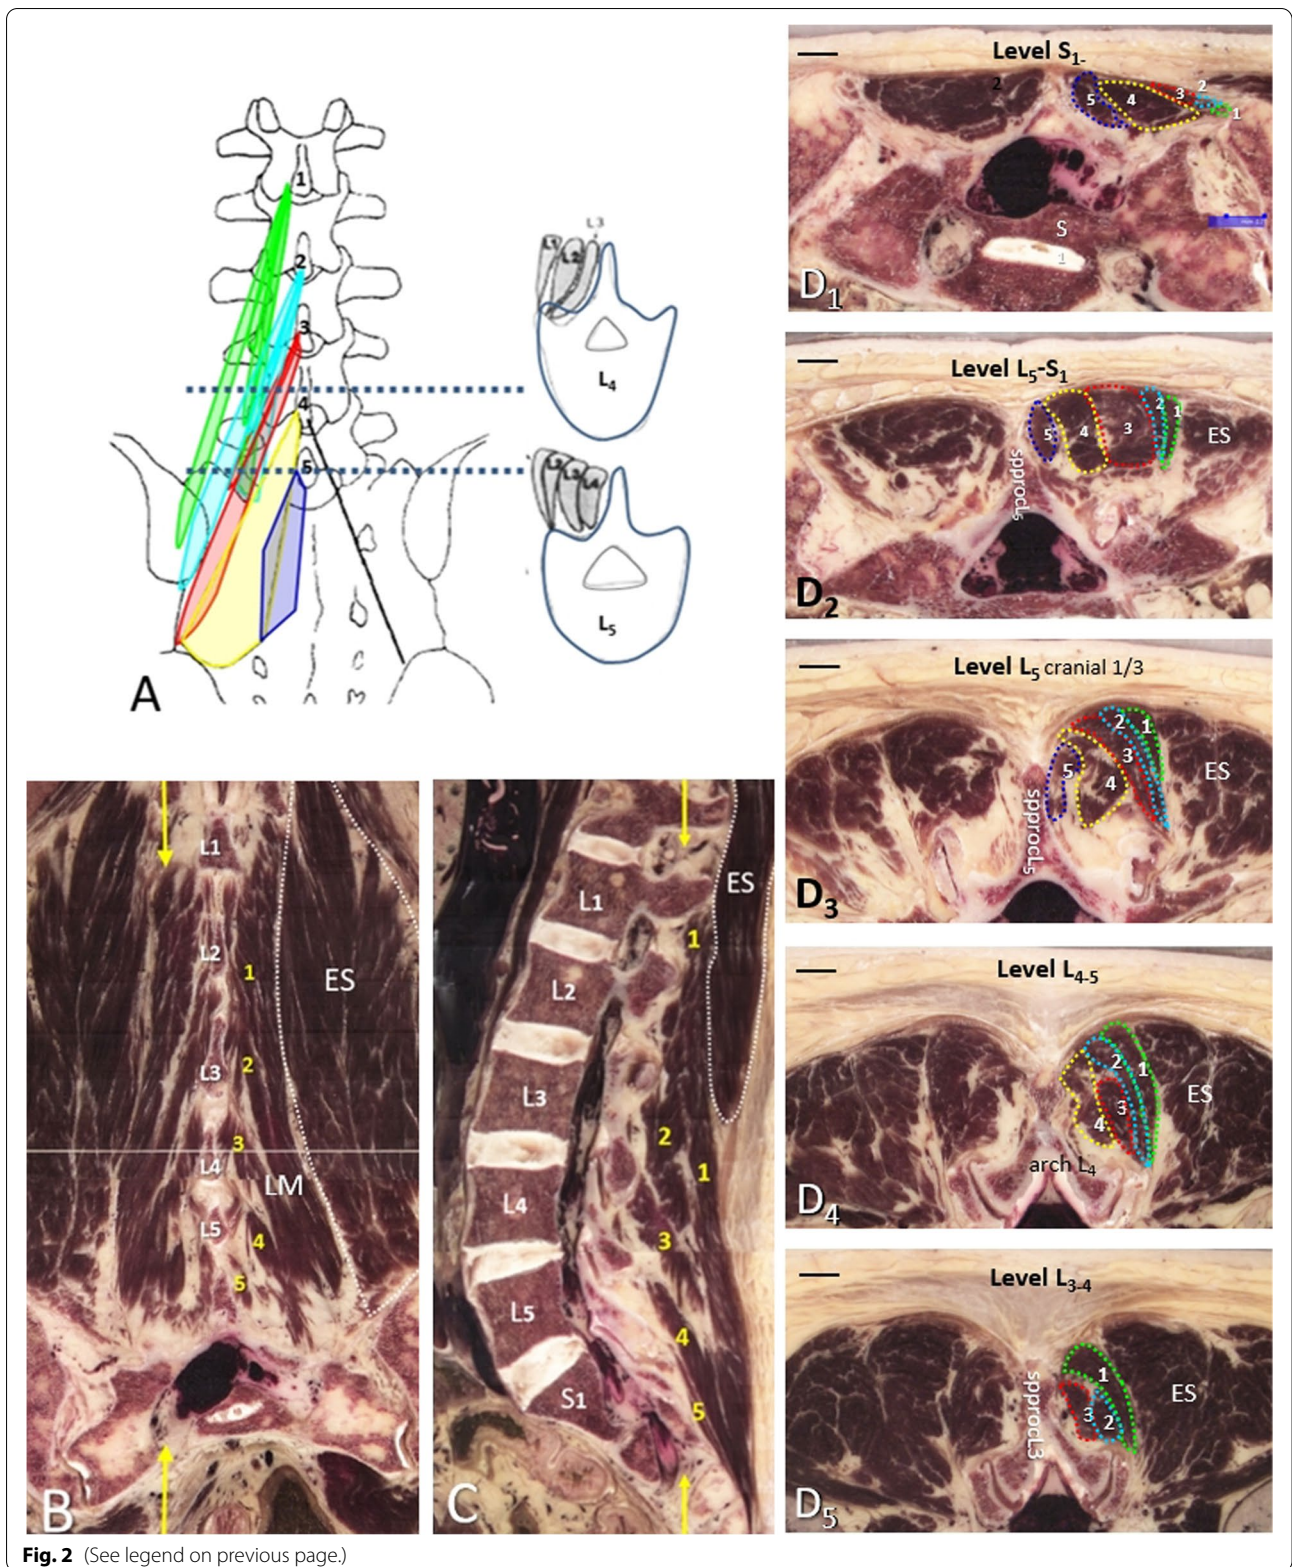 1
2
3
4
5
A
L1
L2
L3
L4
L4
L5
Level S1-
2
5
4
3
2
1
S
1
D1
Level L5-S1
5
4
3
2
1
ES
spprocL5
D2
Level L5 cranial 1/3
5
4
3
2
1
ES
spprocL5
D3
Level L4-5
4
3
2
1
ES
arch L4
D4
Level L3-4
1
3
2
ES
spprocL3
D5
L1
L2
1
ES
L3
2
3
L4
LM
L5
4
5
B
ES
L1
1
L2
L3
2
1
L4
3
L5
4
S1
5
C
Fig. 2 (See legend on previous page.)